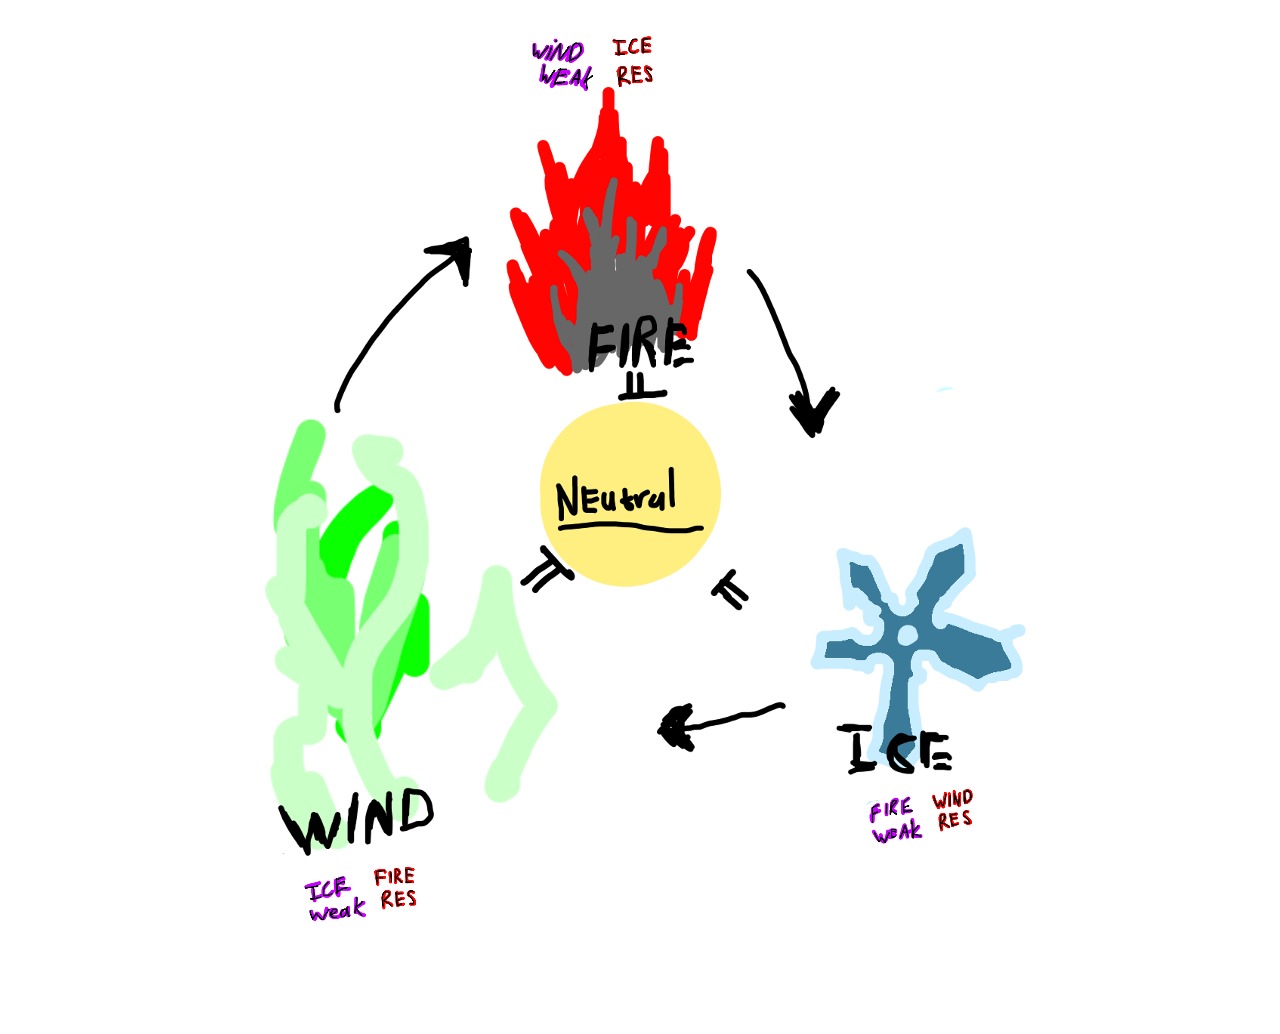 WiND ICE
WEAK RES
FIRE
NEutral
ICE
FIRE WIND
WEAK RES
WIND
ICE FIRE
weak RES